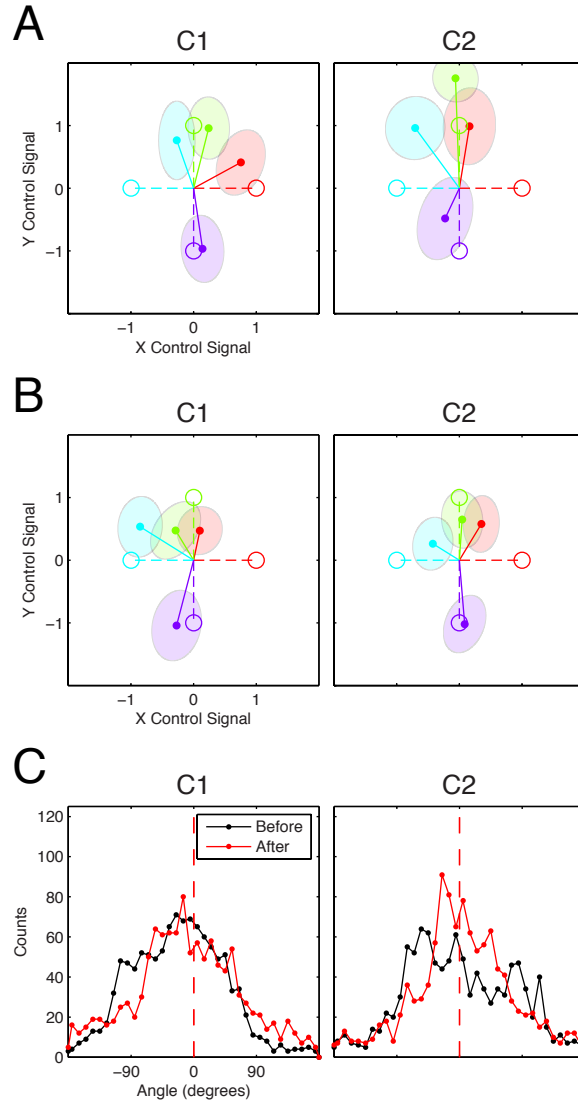 A
C1 C2
Y Control Signal
1
0
−1
−1 0 1
X Control Signal
B
C1 C2
Y Control Signal
1
0
−1
−1 0 1
X Control Signal
C
C1 C2
Counts
120
100
80
60
40
20
0
Before
After
−90 0 90
Angle (degrees)